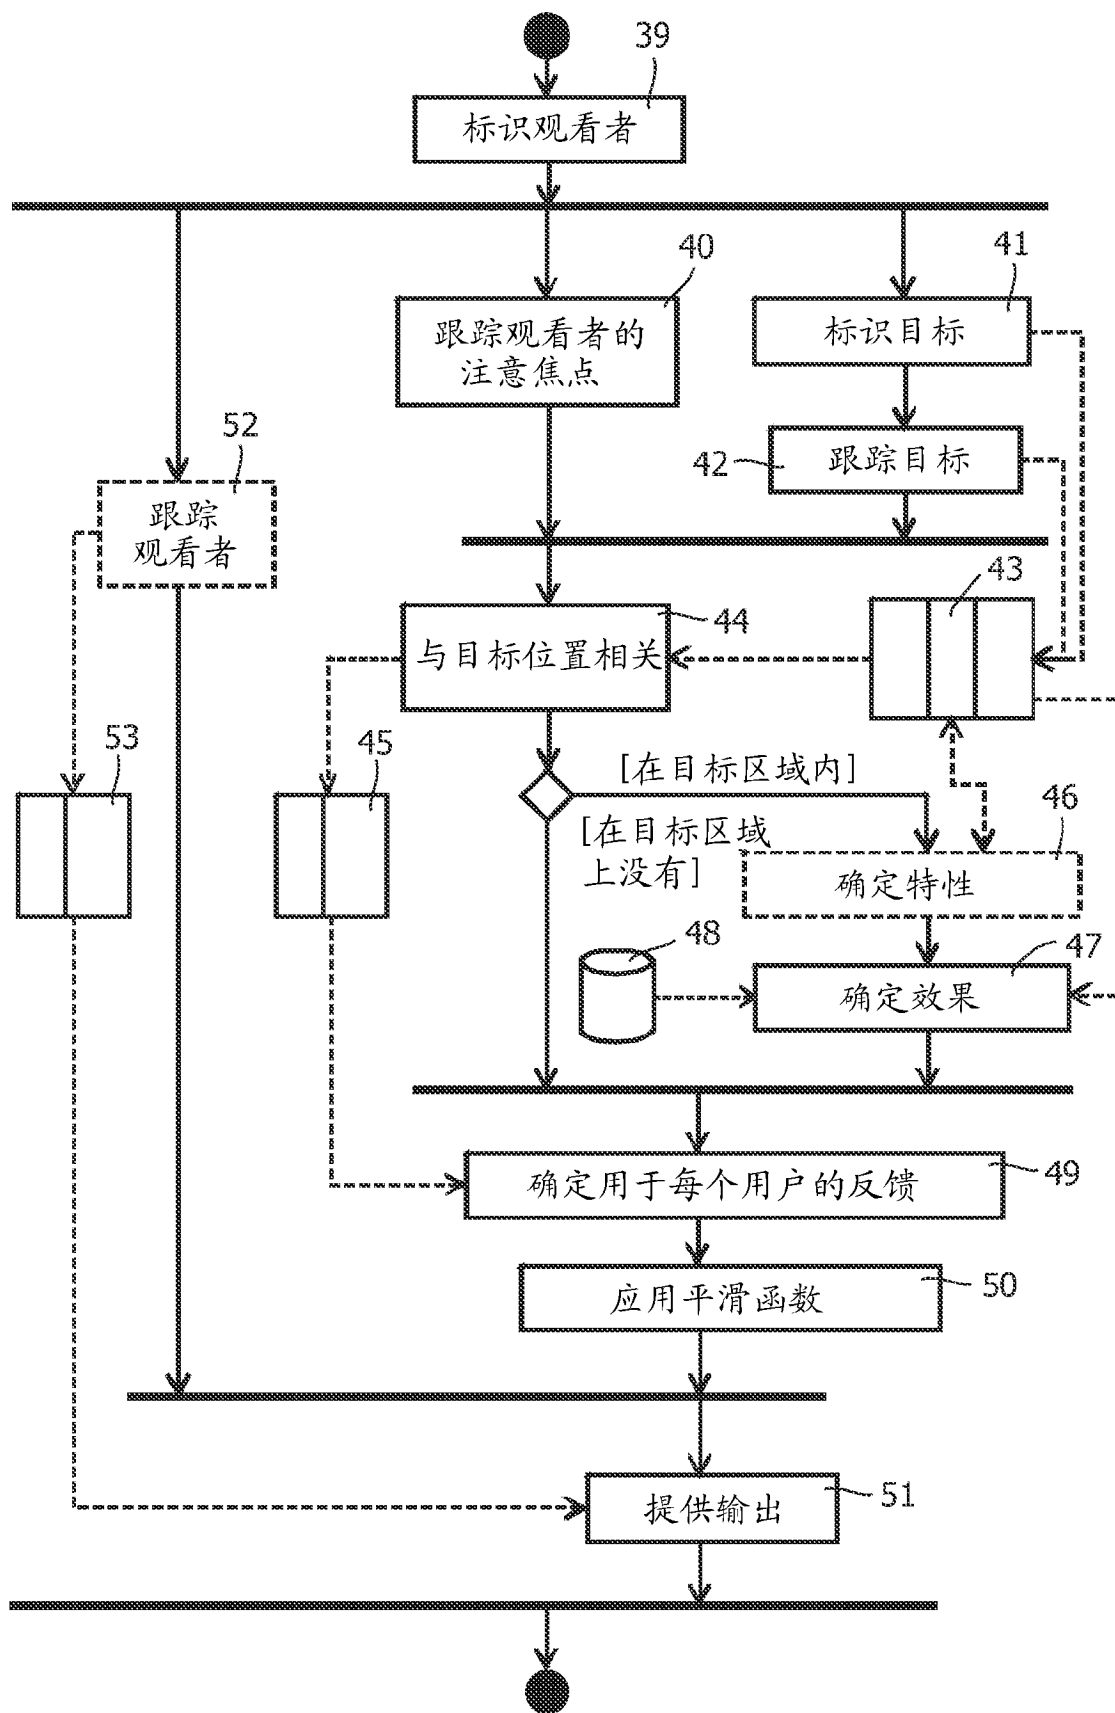 39
标识观看者
40
41
跟踪观看者的
注意焦点
标识目标
52
42
跟踪目标
跟踪
观看者
43
44
与目标位置相关
53
45
[在目标区域内]
46
[在目标区域
上没有]
确定特性
48
47
确定效果
确定用于每个用户的反馈
49
应用平滑函数
50
提供输出
51